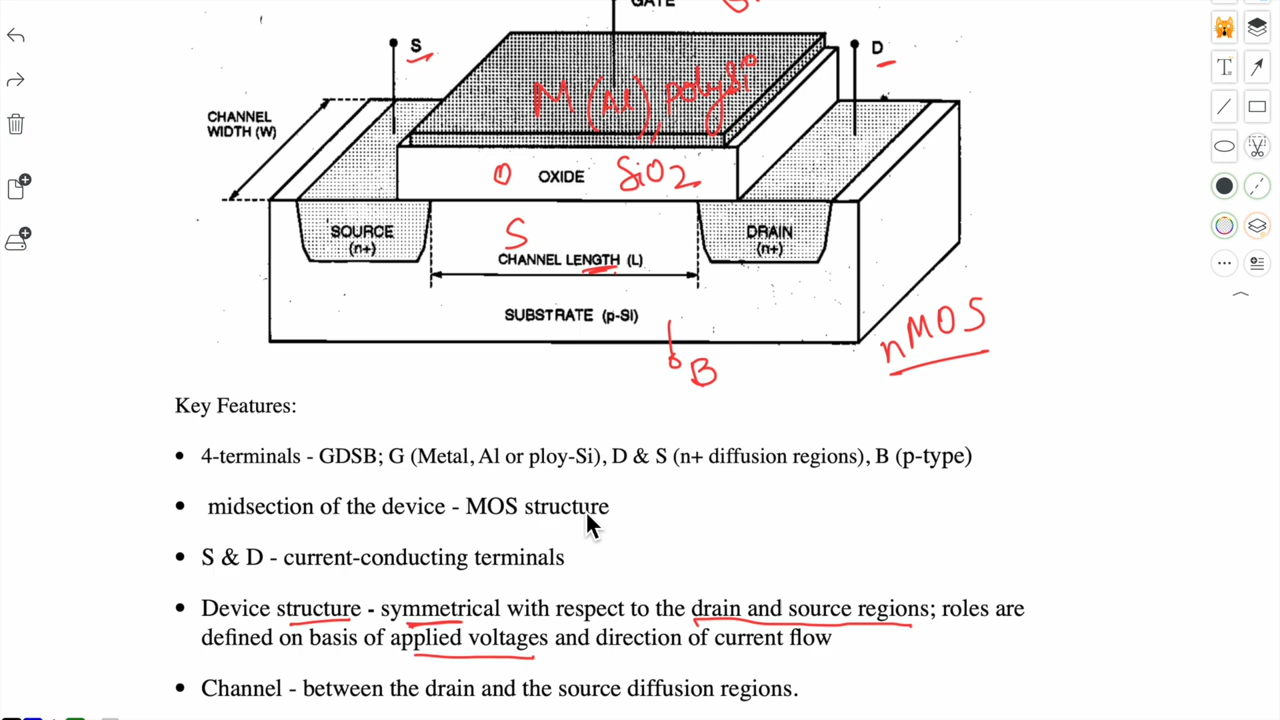 GATE
S
D
M (Al), polySi
CHANNEL
WIDTH (W)
O OXIDE SiO2
SOURCE
(n+)
S
DRAIN
(n+)
CHANNEL LENGTH (L)
SUBSTRATE (p-Si)
nMOS
B
Key Features:
• 4-terminals - GDSB; G (Metal, Al or ploy-Si), D & S (n+ diffusion regions), B (p-type)
• midsection of the device - MOS structure
• S & D - current-conducting terminals
• Device structure - symmetrical with respect to the drain and source regions; roles are
defined on basis of applied voltages and direction of current flow
• Channel - between the drain and the source diffusion regions.